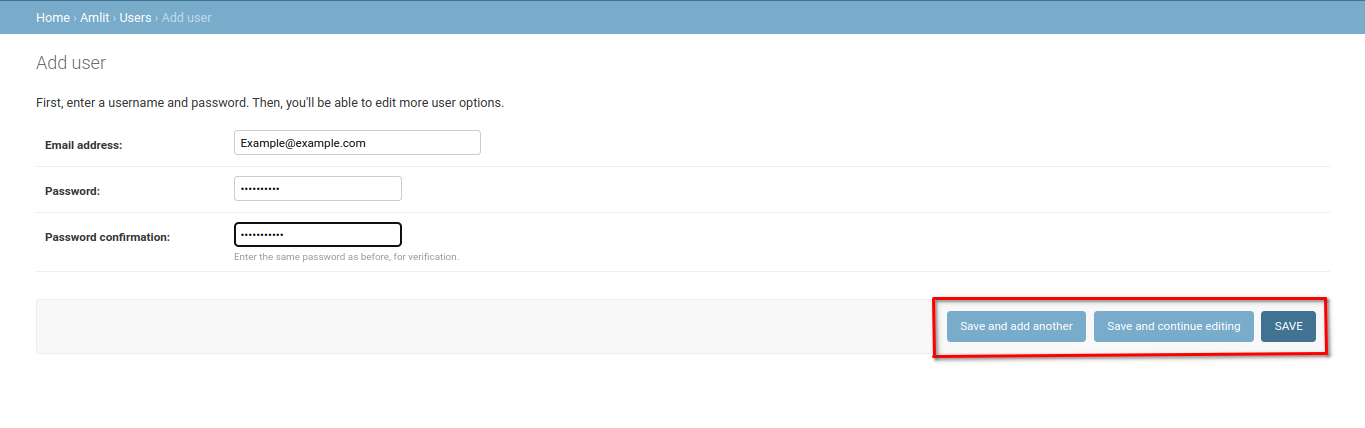 Home › Amlit › Users › Add user
Add user
First, enter a username and password. Then, you'll be able to edit more user options.
Email address: Example@example.com
Password: ••••••••••
Password confirmation: •••••••••••
Enter the same password as before, for verification.
Save and add another Save and continue editing SAVE